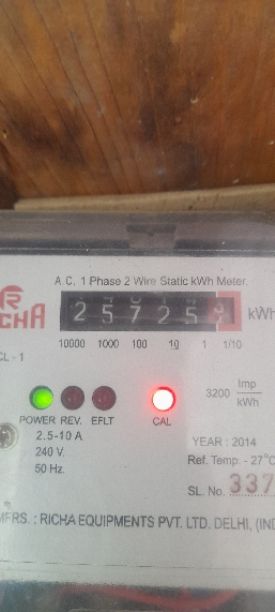 A.C. 1 Phase 2 Wire Static kWh Meter.
RICHA
25725 kWh
10000 1000 100 10 1 1/10
CL - 1
3200 Imp/kWh
POWER REV. EFLT CAL
2.5-10 A
240 V.
50 Hz.
YEAR : 2014
Ref. Temp. - 27°C
SL. No. 337
MFRS. : RICHA EQUIPMENTS PVT. LTD. DELHI, (IND